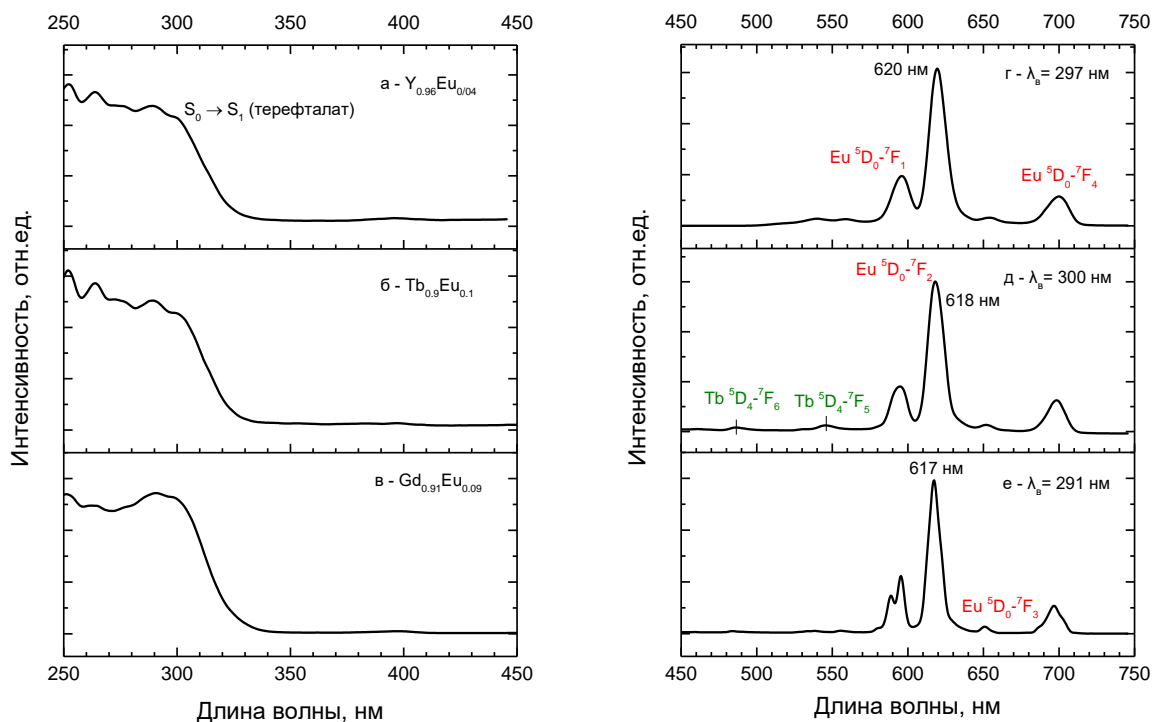 250 300 350 400 450
а - Y0.96Eu0/04
S0 → S1 (терефталат)
б - Tb0.9Eu0.1
в - Gd0.91Eu0.09
Интенсивность, отн.ед.
250 300 350 400 450
Длина волны, нм
450 500 550 600 650 700 750
620 нм
г - λв= 297 нм
Eu 5D0-7F1
Eu 5D0-7F4
Eu 5D0-7F2
д - λв= 300 нм
618 нм
Tb 5D4-7F6
Tb 5D4-7F5
617 нм
е - λв= 291 нм
Eu 5D0-7F3
Интенсивность, отн.ед.
450 500 550 600 650 700 750
Длина волны, нм